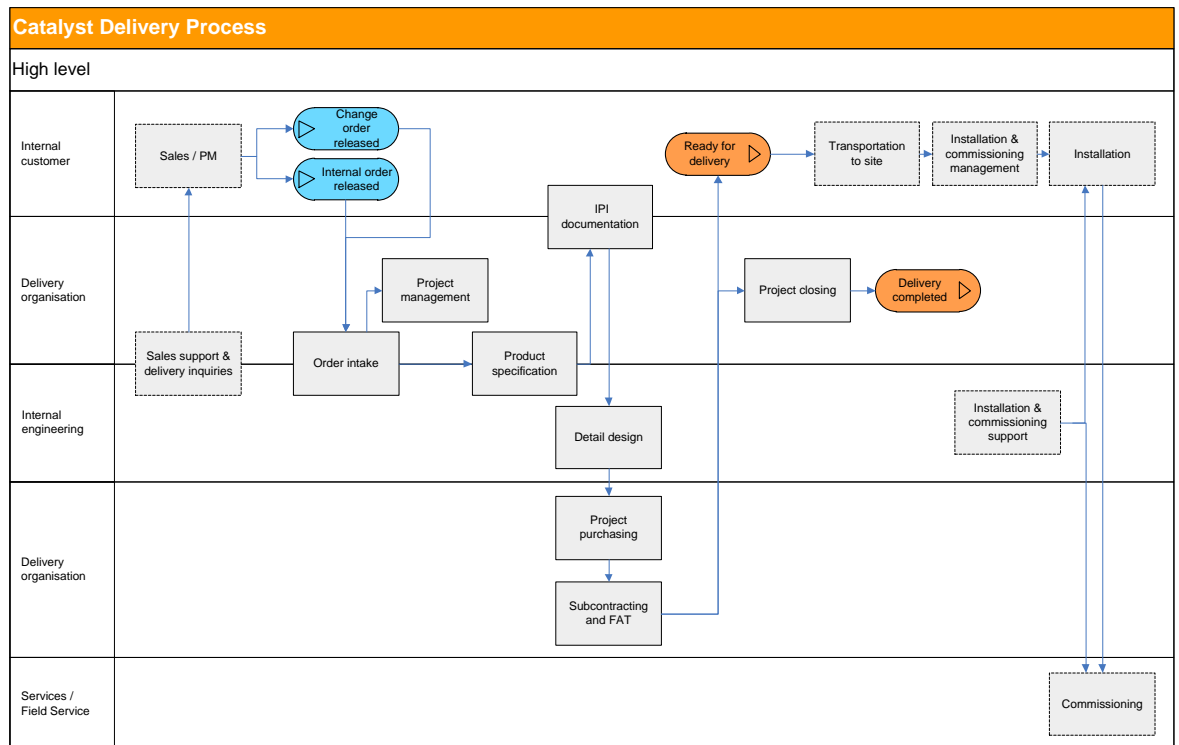 Catalyst Delivery Process
High level
Internal
customer
Sales / PM
Change
order
released
Internal order
released
Ready for
delivery
Transportation
to site
Installation &
commissioning
management
Installation
IPI
documentation
Delivery
organisation
Project
management
Project closing
Delivery
completed
Sales support &
delivery inquiries
Order intake
Product
specification
Internal
engineering
Detail design
Installation &
commissioning
support
Delivery
organisation
Project
purchasing
Subcontracting
and FAT
Services /
Field Service
Commissioning